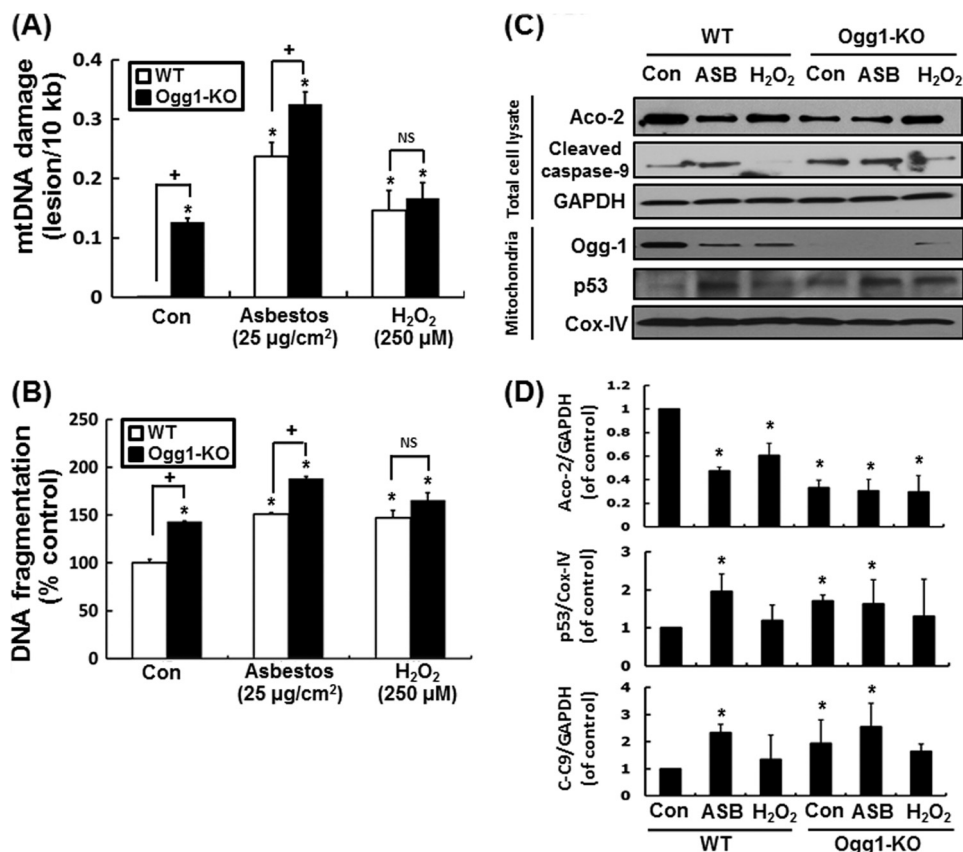 (A)
mtDNA damage
(lesion/10 kb)
0.4
0.3
0.2
0.1
0
WT
Ogg1-KO
+
*
+
*
*
NS
*
*
Con
Asbestos
(25 µg/cm²)
H₂O₂
(250 µM)
(B)
DNA fragmentation
(% control)
250
200
150
100
50
0
WT
Ogg1-KO
+
*
+
*
*
NS
*
*
Con
Asbestos
(25 µg/cm²)
H₂O₂
(250 µM)
(C)
WT
Ogg1-KO
Con ASB H₂O₂ Con ASB H₂O₂
Total cell lysate
Aco-2
Cleaved
caspase-9
GAPDH
Mitochondria
Ogg-1
p53
Cox-IV
(D)
Aco-2/GAPDH
(of control)
1.2
1
0.8
0.6
0.4
0.2
0
* * * * *
p53/Cox-IV
(of control)
3
2
1
0
* * *
C-C9/GAPDH
(of control)
4
3
2
1
0
* * *
Con ASB H₂O₂ Con ASB H₂O₂
WT
Ogg1-KO